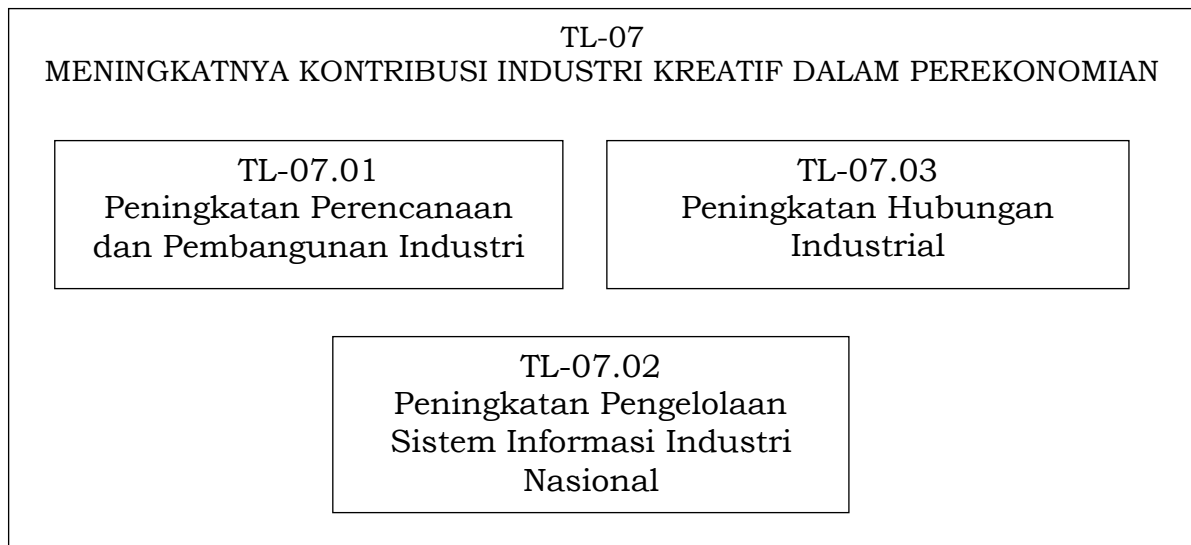 TL-07
MENINGKATNYA KONTRIBUSI INDUSTRI KREATIF DALAM PEREKONOMIAN
TL-07.01
Peningkatan Perencanaan
dan Pembangunan Industri
TL-07.03
Peningkatan Hubungan
Industrial
TL-07.02
Peningkatan Pengelolaan
Sistem Informasi Industri
Nasional